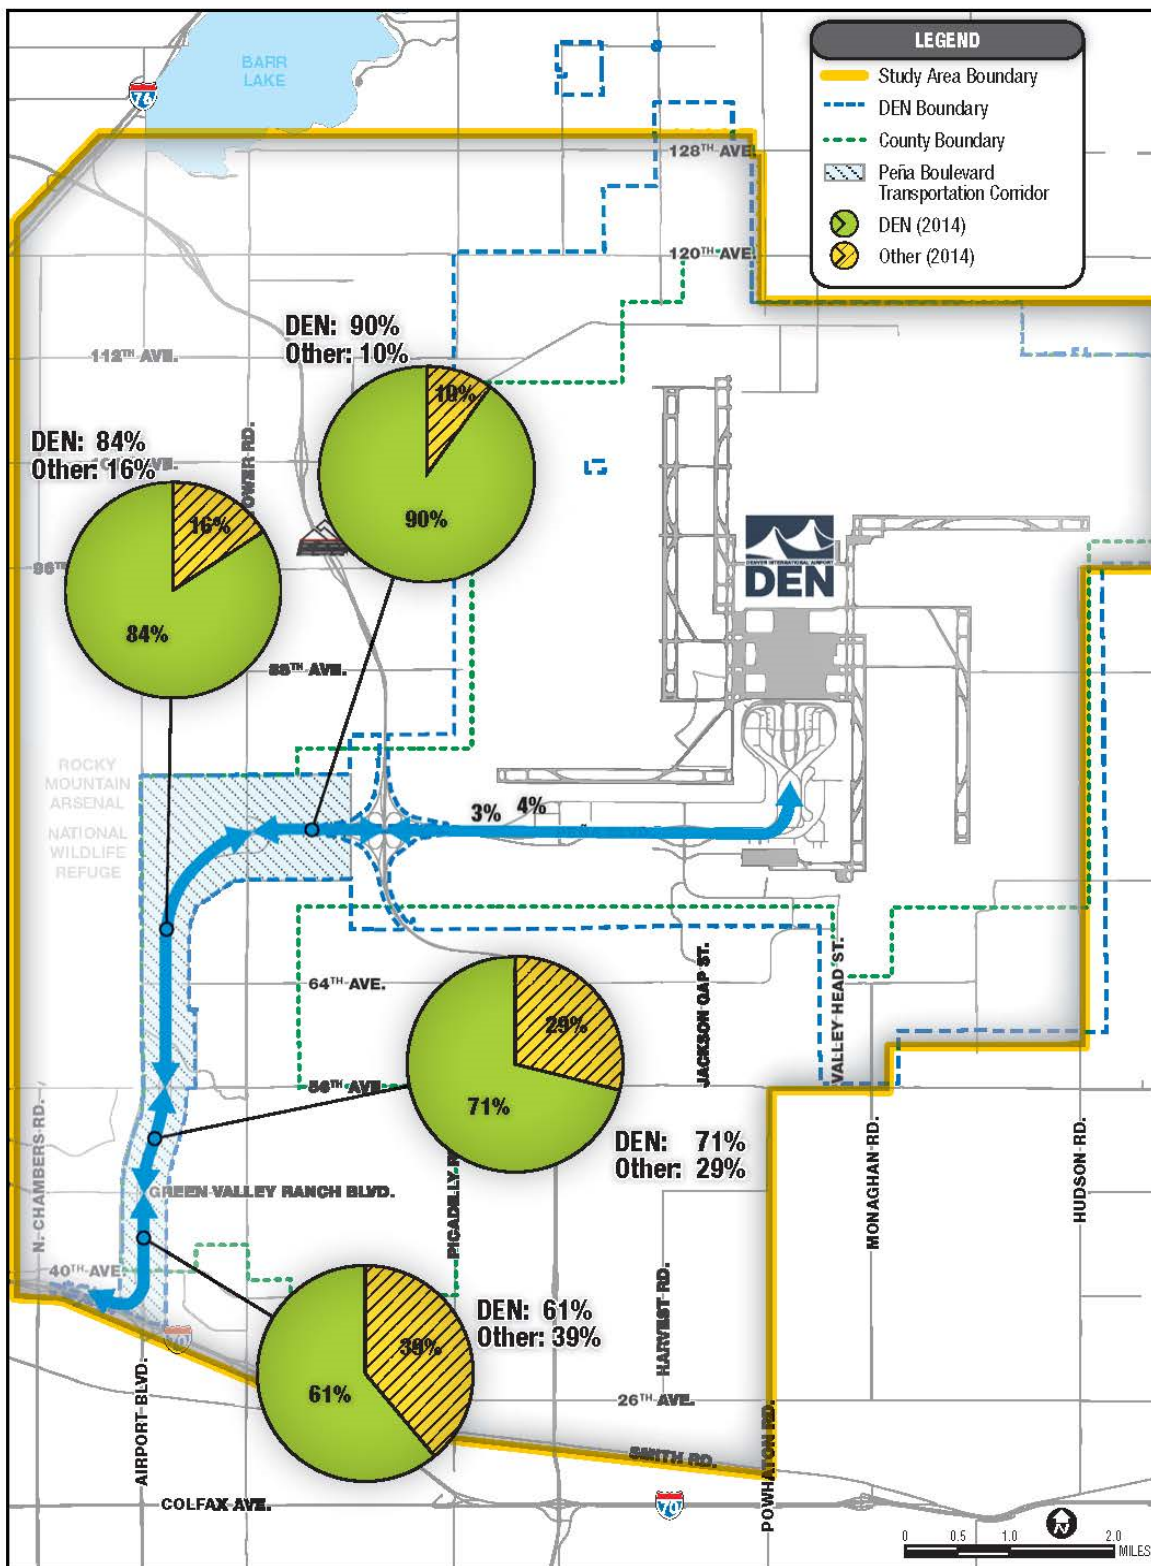 LEGEND
Study Area Boundary
DEN Boundary
County Boundary
Peña Boulevard
Transportation Corridor
DEN (2014)
Other (2014)
BARR
LAKE
76
128TH AVE.
120TH AVE.
DEN: 90%
Other: 10%
112TH AVE.
10%
90%
DEN: 84%
Other: 16%
AVE.
TOWER RD.
16%
84%
96TH
DENVER INTERNATIONAL AIRPORT
DEN
88TH AVE.
ROCKY
MOUNTAIN
ARSENAL
NATIONAL
WILDLIFE
REFUGE
3%
4%
64TH AVE.
JACKSON GAP ST.
VALLEY HEAD ST.
29%
71%
56TH AVE.
DEN: 71%
Other: 29%
N. CHAMBERS RD.
GREEN VALLEY RANCH BLVD.
PICADILLY R
MONAGHAN RD.
HUDSON RD.
40TH AVE.
70
DEN: 61%
Other: 39%
39%
61%
HARVEST RD.
26TH AVE.
AIRPORT BLVD.
SMITH RD.
POWHATON RD.
COLFAX AVE.
70
N
0 0.5 1.0 2.0
MILES